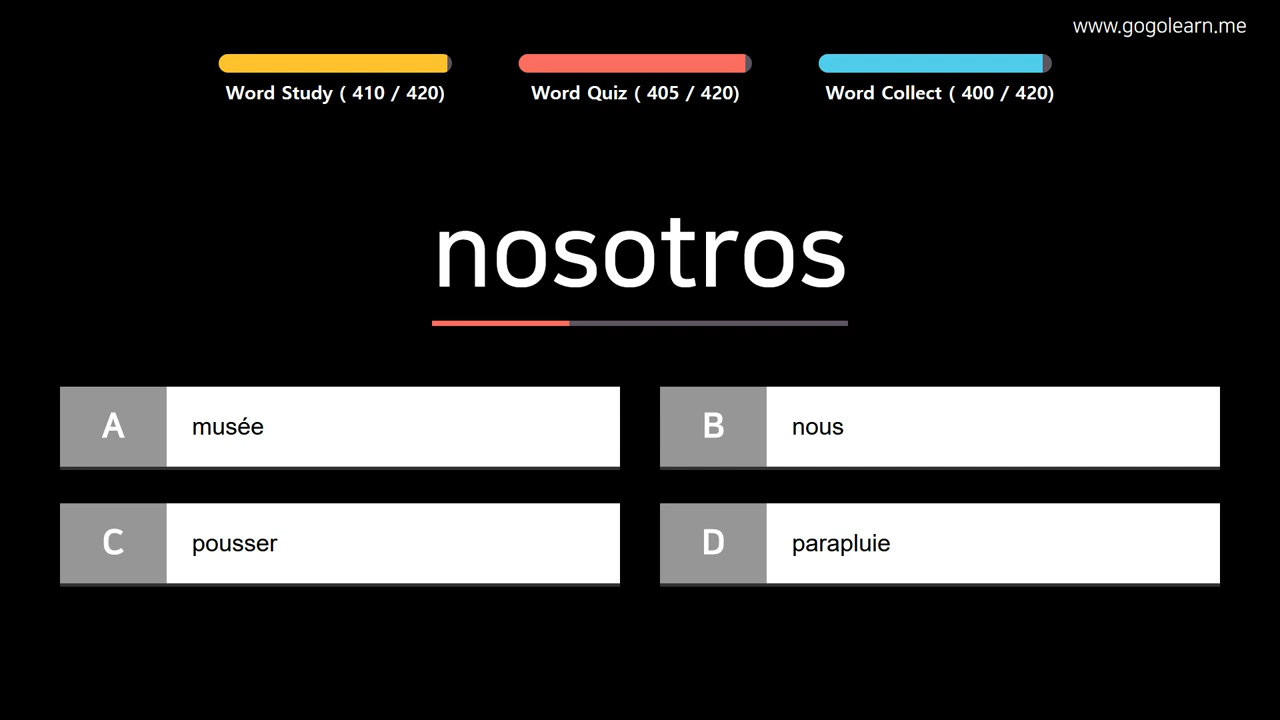 www.gogolearn.me
Word Study ( 410 / 420)
Word Quiz ( 405 / 420)
Word Collect ( 400 / 420)
nosotros
A
musée
B
nous
C
pousser
D
parapluie